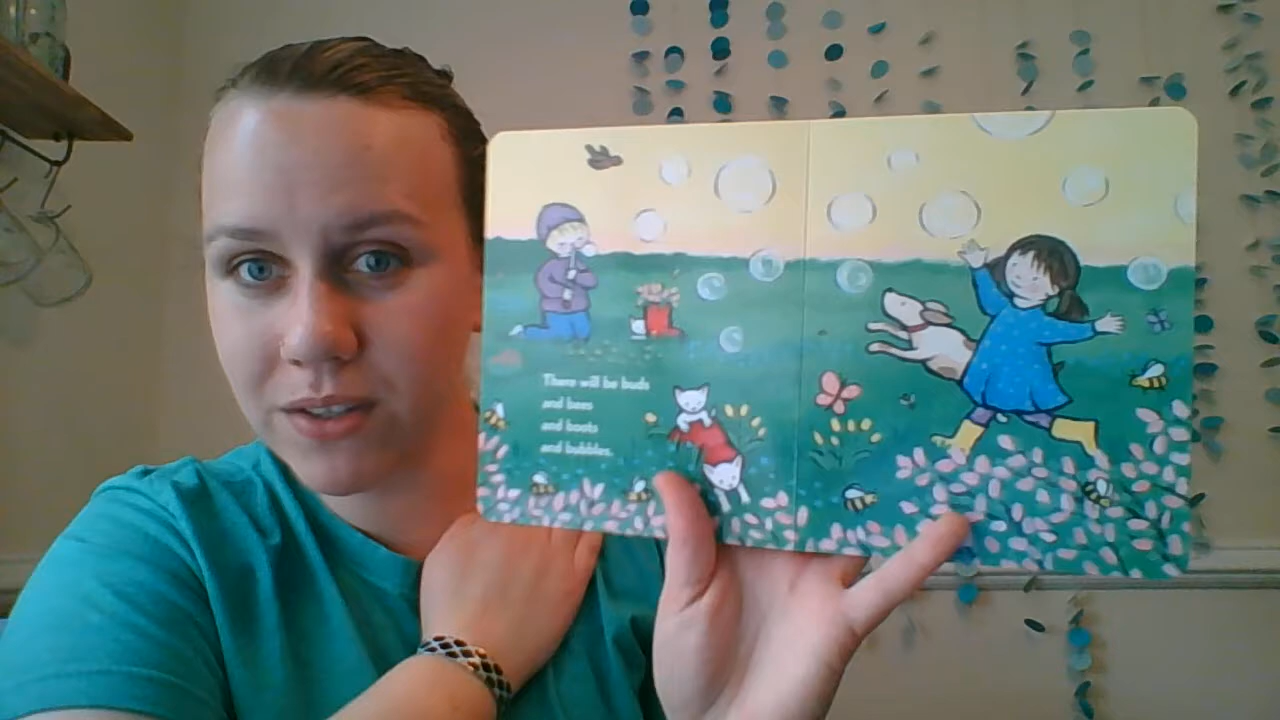 There will be buds
and bees
and boots
and bubbles.